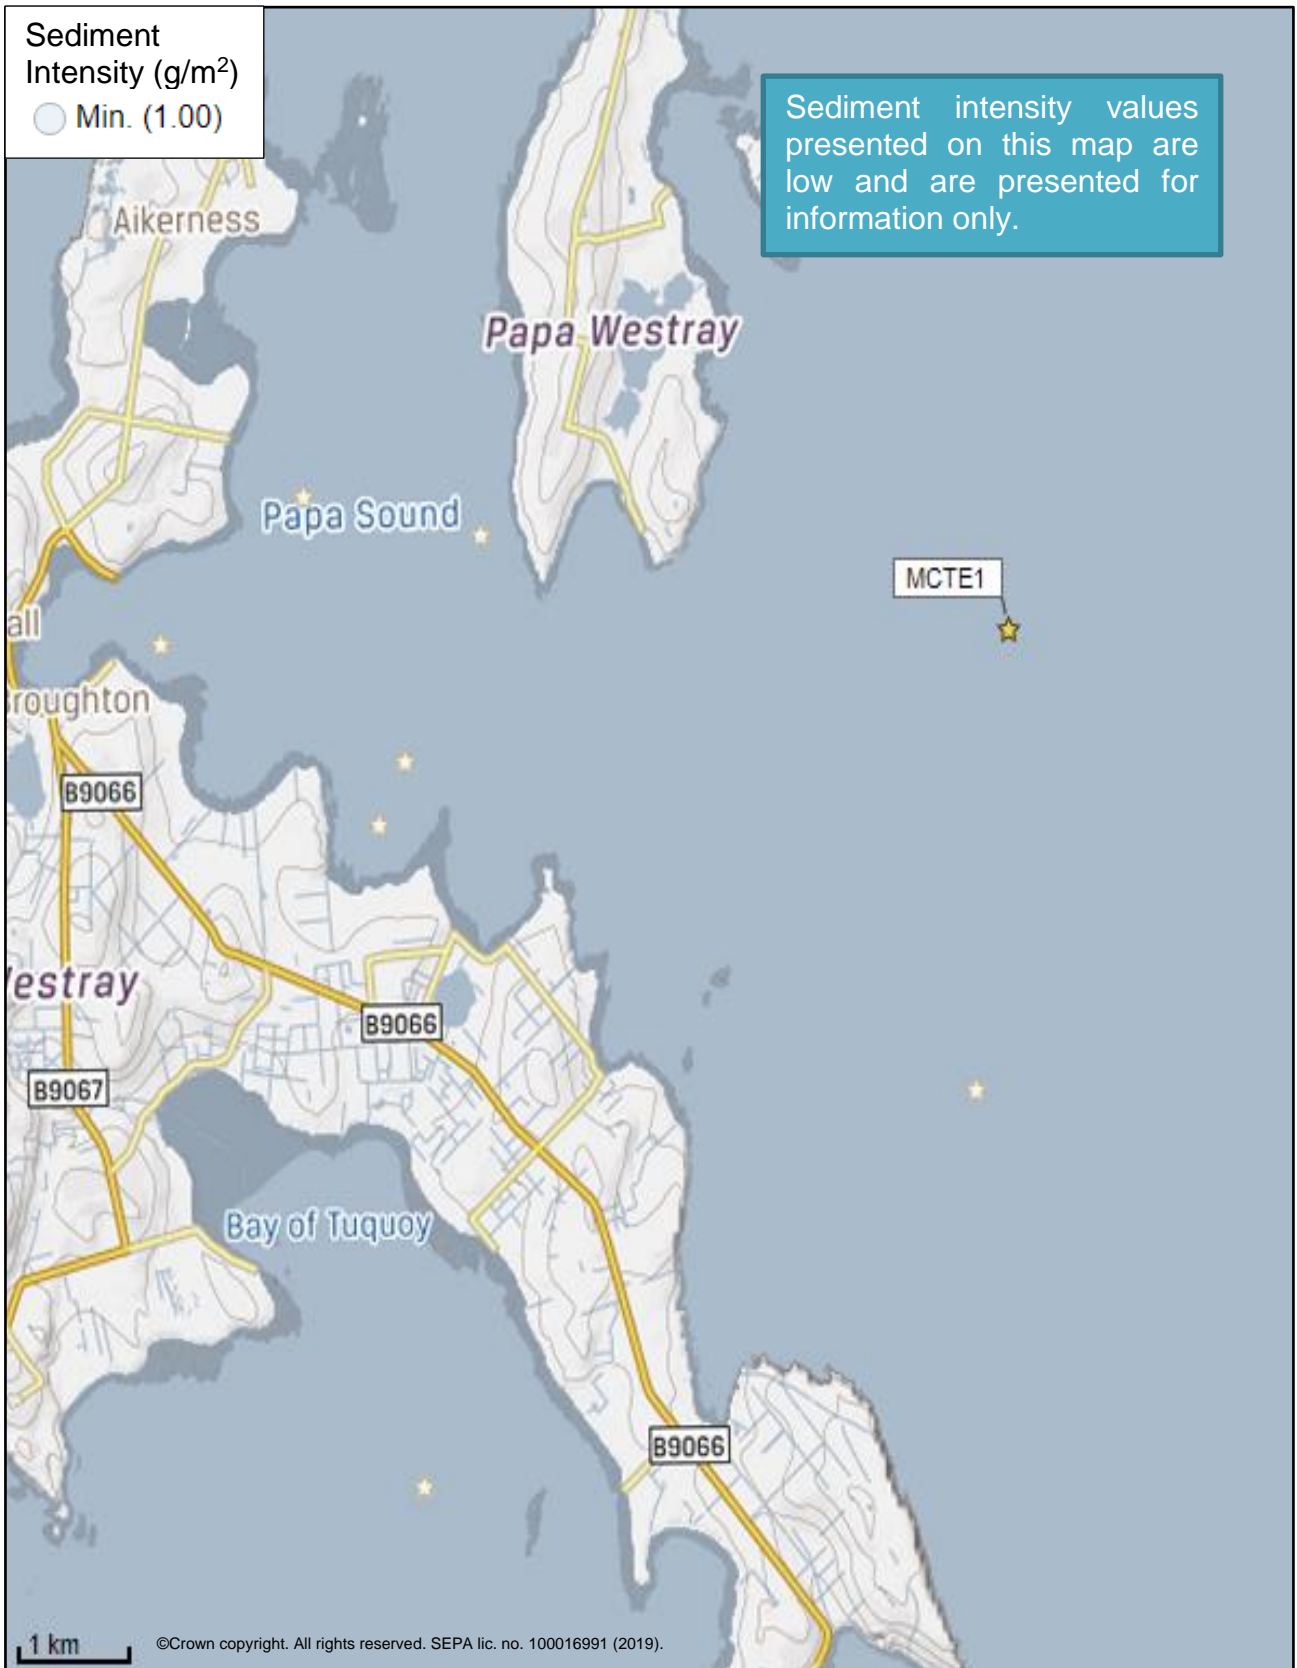 Sediment
Intensity (g/m²)
Min. (1.00)
Sediment intensity values
presented on this map are
low and are presented for
information only.
Aikerness
Papa Westray
Papa Sound
MCTE1
all
roughton
B9066
estray
B9066
B9067
Bay of Tuquoy
B9066
1 km
©Crown copyright. All rights reserved. SEPA lic. no. 100016991 (2019).